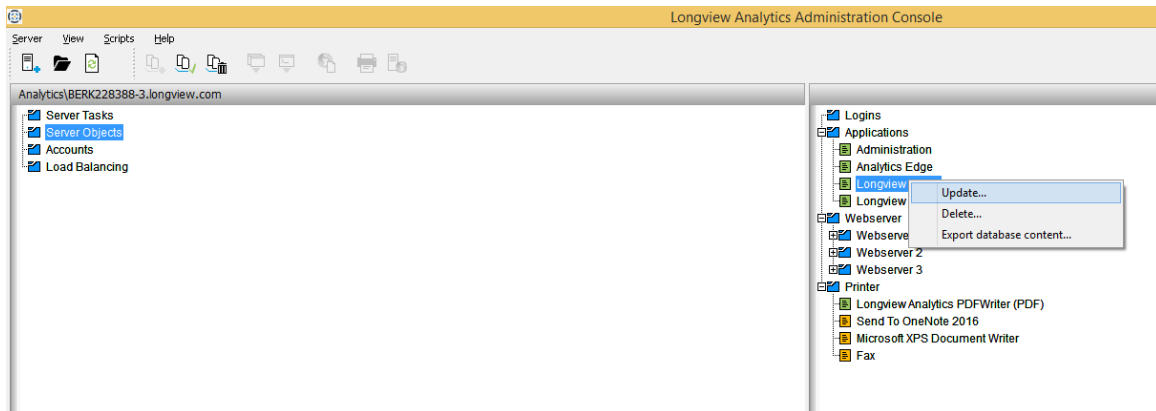 Longview Analytics Administration Console
Server View Scripts Help
Analytics\BERK228388-3.longview.com
Server Tasks
Server Objects
Accounts
Load Balancing
Logins
Applications
Administration
Analytics Edge
Longview
Longview
Webserver
Webserve
Webserver 2
Webserver 3
Printer
Longview Analytics PDFWriter (PDF)
Send To OneNote 2016
Microsoft XPS Document Writer
Fax
Update...
Delete...
Export database content...